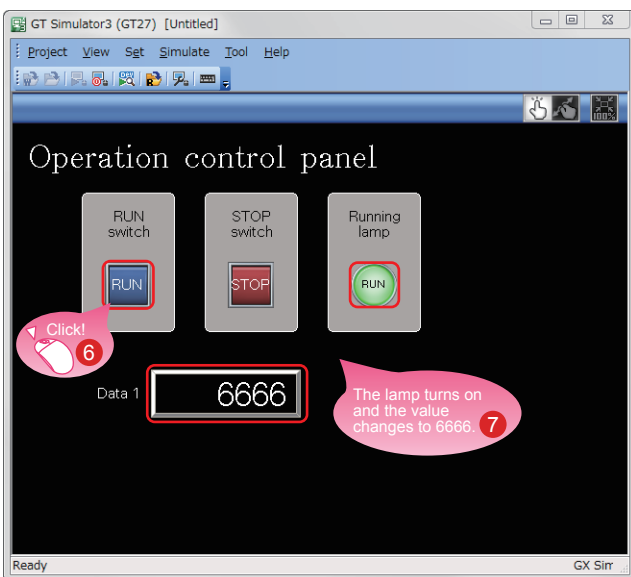 GT Simulator3 (GT27) [Untitled]
Project View Set Simulate Tool Help
100%
Operation control panel
RUN
switch
STOP
switch
Running
lamp
RUN
STOP
RUN
Click!
6
Data 1
6666
The lamp turns on
and the value
changes to 6666.
7
Ready
GX Sim